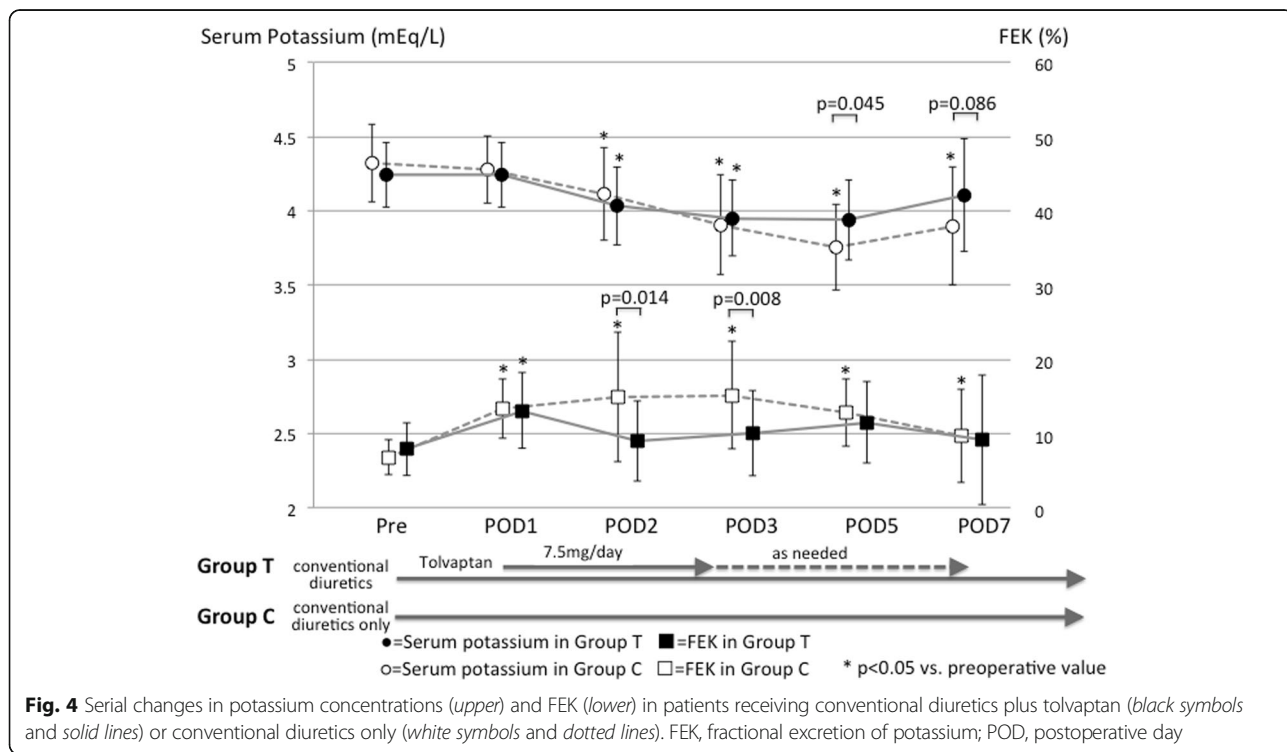 Serum Potassium (mEq/L) FEK (%)
5 60
p=0.045 p=0.086
4.5 50
* * * * * *
4 40
3.5 30
p=0.014 p=0.008
* *
3 20
* * * *
2.5 10
2 0
Pre POD1 POD2 POD3 POD5 POD7
7.5mg/day as needed
Group T conventional diuretics Tolvaptan
Group C conventional diuretics only
●=Serum potassium in Group T ■=FEK in Group T
○=Serum potassium in Group C □=FEK in Group C * p<0.05 vs. preoperative value
Fig. 4 Serial changes in potassium concentrations (upper) and FEK (lower) in patients receiving conventional diuretics plus tolvaptan (black symbols
and solid lines) or conventional diuretics only (white symbols and dotted lines). FEK, fractional excretion of potassium; POD, postoperative day